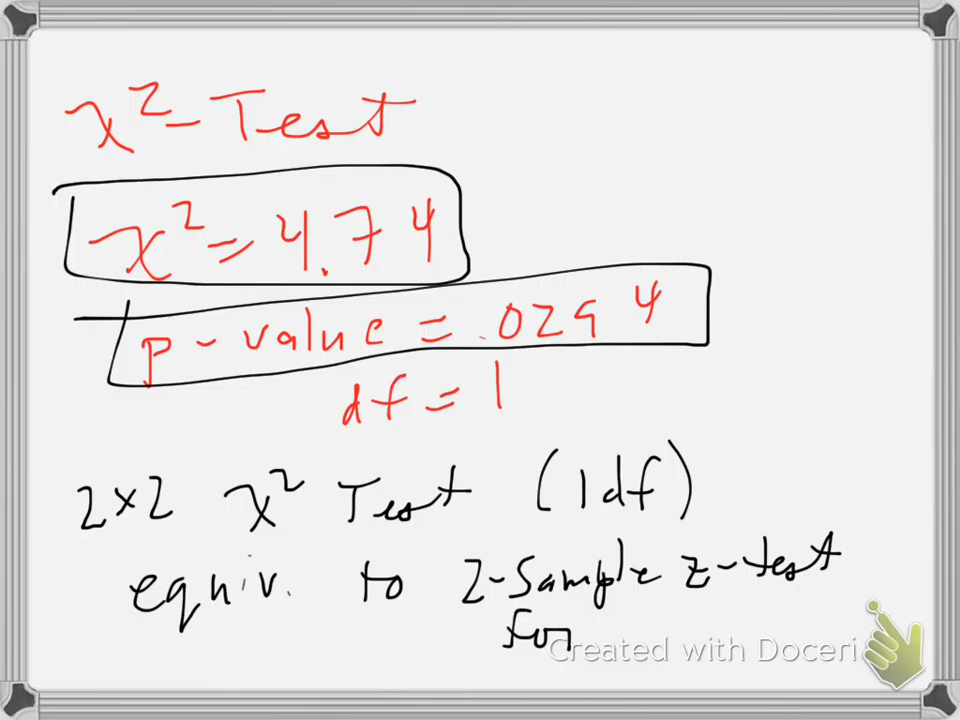 χ²-Test
χ² = 4.74
p-value = .0294
df = 1
2×2 χ² Test (1df)
equiv. to 2-Sample z-test
for
Created with Doceri